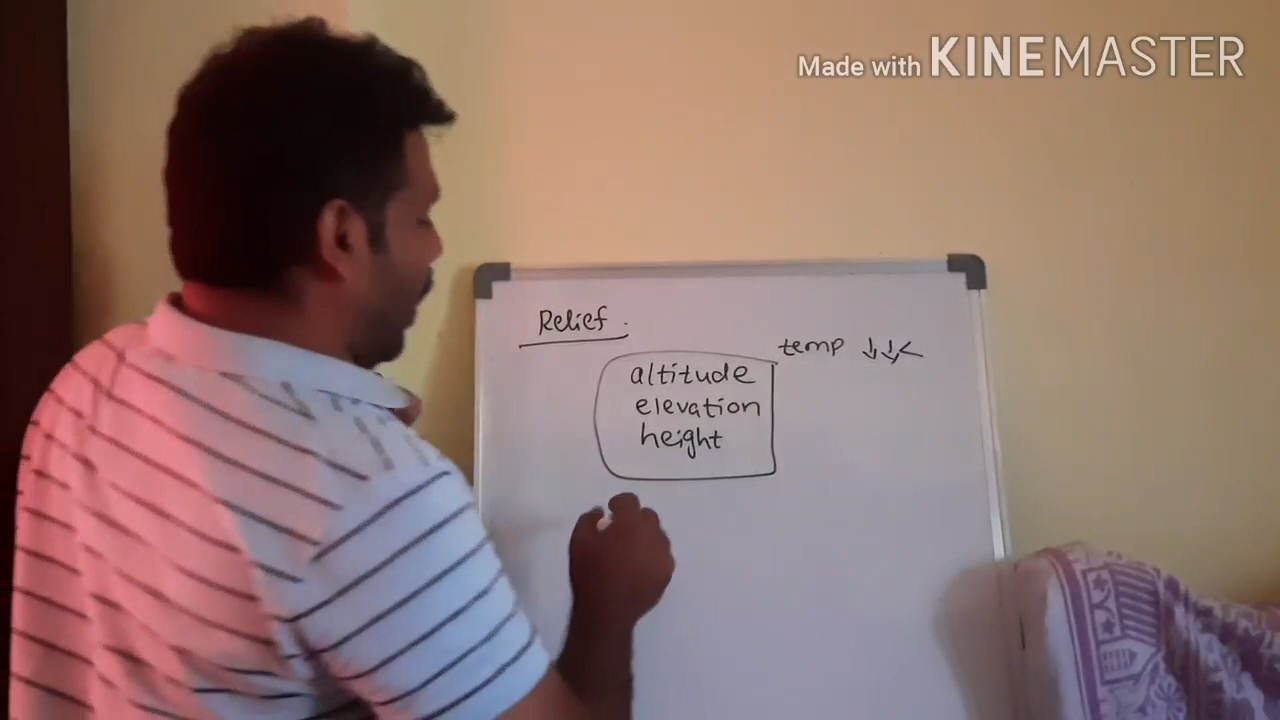 Made with KINEMASTER
Relief.
temp ↓↓<
altitude
elevation
height